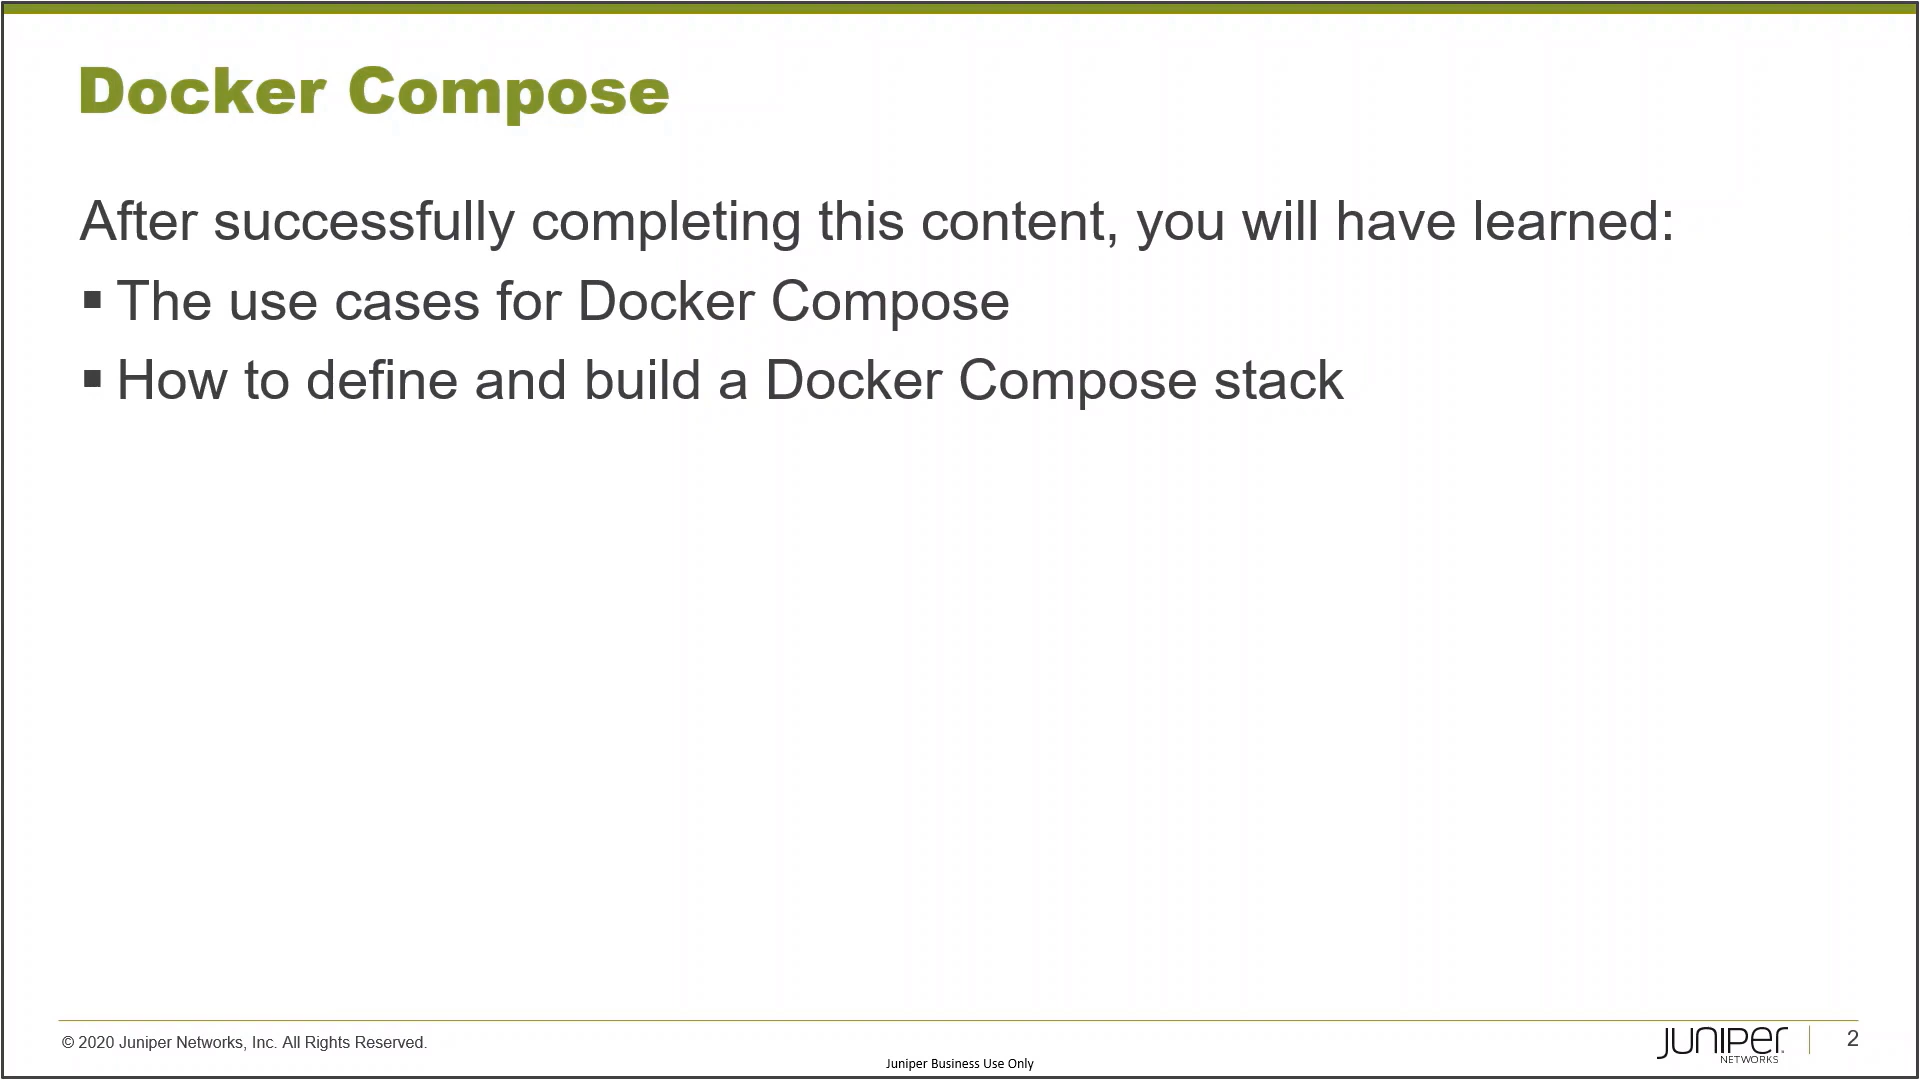 Docker Compose
After successfully completing this content, you will have learned:
▪ The use cases for Docker Compose
▪ How to define and build a Docker Compose stack
© 2020 Juniper Networks, Inc. All Rights Reserved.
Juniper Business Use Only
JUNIPER
NETWORKS
2